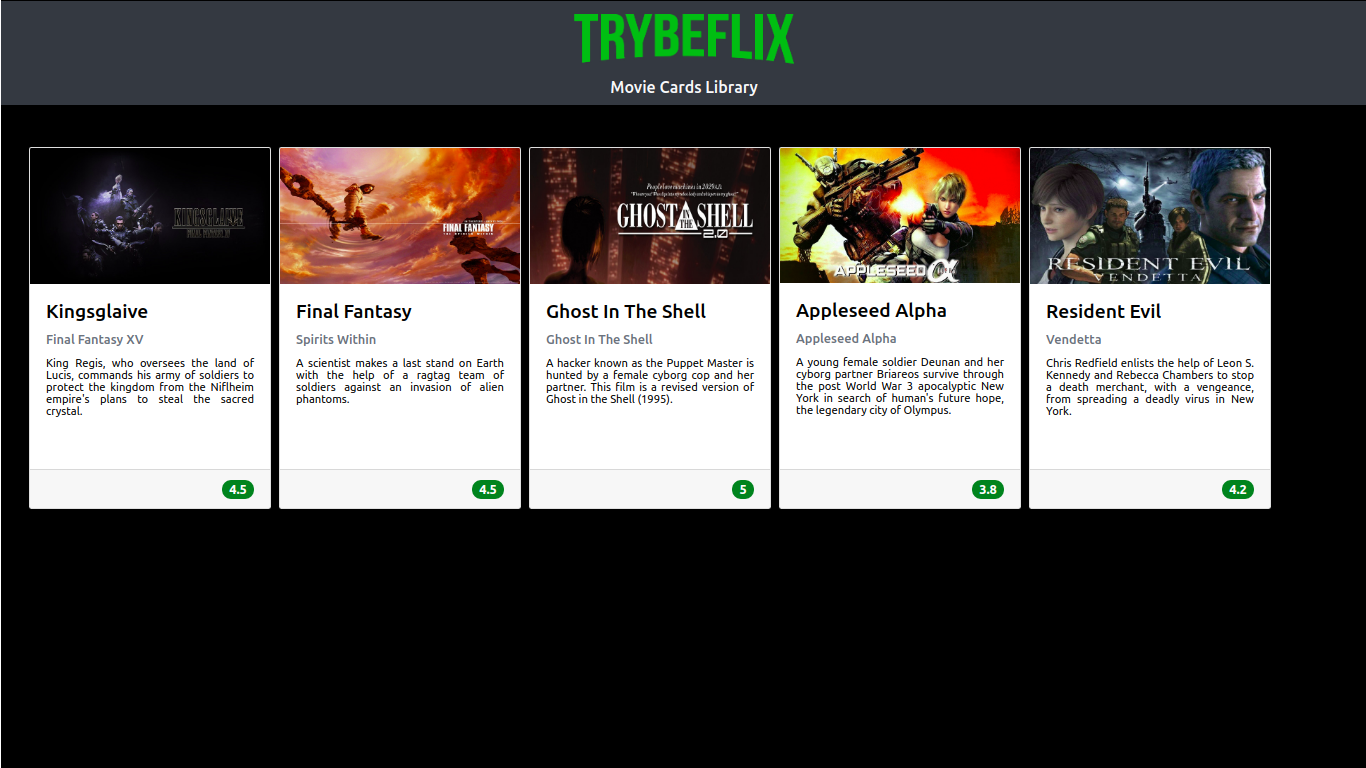 TRYBEFLIX
Movie Cards Library
KINGSGLAIVE
FINAL FANTASY XV
Kingsglaive
Final Fantasy XV
King Regis, who oversees the land of
Lucis, commands his army of soldiers to
protect the kingdom from the Niflheim
empire's plans to steal the sacred
crystal.
4.5
FINAL FANTASY
THE SPIRITS WITHIN
Final Fantasy
Spirits Within
A scientist makes a last stand on Earth
with the help of a ragtag team of
soldiers against an invasion of alien
phantoms.
4.5
People love machines in 2029 A.D.
GHOST IN THE SHELL
2.0
Ghost In The Shell
Ghost In The Shell
A hacker known as the Puppet Master is
hunted by a female cyborg cop and her
partner. This film is a revised version of
Ghost in the Shell (1995).
5
APPLESEED α
Appleseed Alpha
Appleseed Alpha
A young female soldier Deunan and her
cyborg partner Briareos survive through
the post World War 3 apocalyptic New
York in search of human's future hope,
the legendary city of Olympus.
3.8
RESIDENT EVIL
VENDETTA
Resident Evil
Vendetta
Chris Redfield enlists the help of Leon S.
Kennedy and Rebecca Chambers to stop
a death merchant, with a vengeance,
from spreading a deadly virus in New
York.
4.2